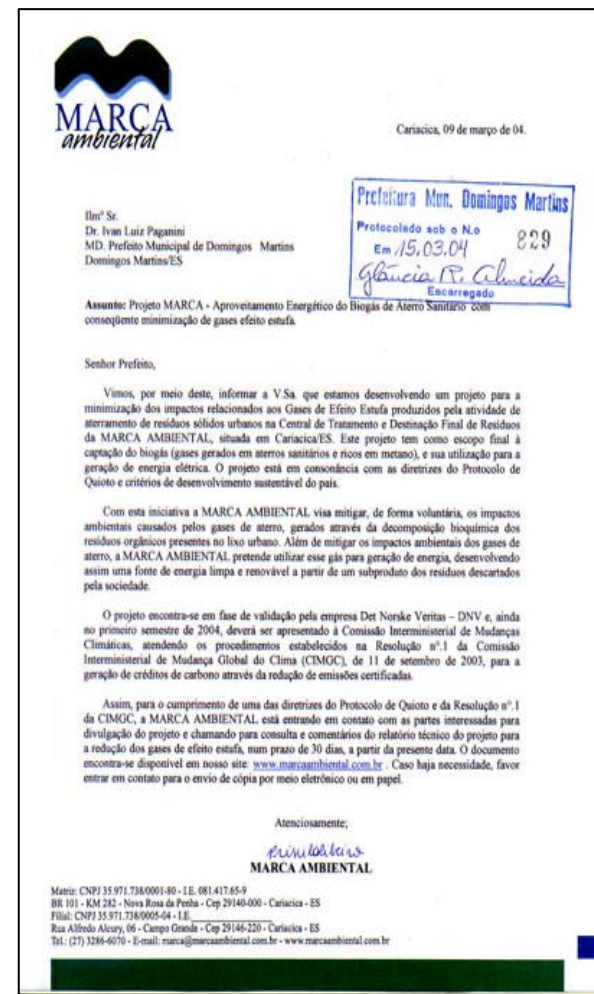 MARCA
ambiental
Cariacica, 09 de março de 04.
Prefeitura Mun. Domingos Martins
Protocolado sob o N.o 829
Em 15.03.04
Gláucia R. Almeida
Encarregado
Ilmº Sr.
Dr. Ivan Luiz Paganini
MD. Prefeito Municipal de Domingos Martins
Domingos Martins/ES
Assunto: Projeto MARCA - Aproveitamento Energético do Biogás de Aterro Sanitário com
conseqüente minimização de gases efeito estufa.
Senhor Prefeito,
Vimos, por meio deste, informar a V.Sa. que estamos desenvolvendo um projeto para a
minimização dos impactos relacionados aos Gases de Efeito Estufa produzidos pela atividade de
aterramento de resíduos sólidos urbanos na Central de Tratamento e Destinação Final de Resíduos
da MARCA AMBIENTAL, situada em Cariacica/ES. Este projeto tem como escopo final à
captação do biogás (gases gerados em aterros sanitários e ricos em metano), e sua utilização para a
geração de energia elétrica. O projeto está em consonância com as diretrizes do Protocolo de
Quioto e critérios de desenvolvimento sustentável do país.
Com esta iniciativa a MARCA AMBIENTAL visa mitigar, de forma voluntária, os impactos
ambientais causados pelos gases de aterro, gerados através da decomposição bioquímica dos
resíduos orgânicos presentes no lixo urbano. Além de mitigar os impactos ambientais dos gases de
aterro, a MARCA AMBIENTAL pretende utilizar esse gás para geração de energia, desenvolvendo
assim uma fonte de energia limpa e renovável a partir de um subproduto dos resíduos descartados
pela sociedade.
O projeto encontra-se em fase de validação pela empresa Det Norske Veritas – DNV e, ainda
no primeiro semestre de 2004, deverá ser apresentado à Comissão Interministerial de Mudanças
Climáticas, atendendo os procedimentos estabelecidos na Resolução nº.1 da Comissão
Interministerial de Mudança Global do Clima (CIMGC), de 11 de setembro de 2003, para a
geração de créditos de carbono através da redução de emissões certificadas.
Assim, para o cumprimento de uma das diretrizes do Protocolo de Quioto e da Resolução nº.1
da CIMGC, a MARCA AMBIENTAL está entrando em contato com as partes interessadas para
divulgação do projeto e chamando para consulta e comentários do relatório técnico do projeto para
a redução dos gases de efeito estufa, num prazo de 30 dias, a partir da presente data. O documento
encontra-se disponível em nosso site: www.marcaambiental.com.br . Caso haja necessidade, favor
entrar em contato para o envio de cópia por meio eletrônico ou em papel.
Atenciosamente;
MARCA AMBIENTAL
Matriz: CNPJ 35.971.738/0001-80 - I.E. 081.417.65-9
BR 101 - KM 282 - Nova Rosa da Penha - Cep 29140-000 - Cariacica - ES
Filial: CNPJ 35.971.738/0005-04 - I.E.
Rua Alfredo Alcury, 06 - Campo Grande - Cep 29146-220 - Cariacica - ES
Tel.: (27) 3286-6070 - E-mail: marca@marcaambiental.com.br - www.marcaambiental.com.br